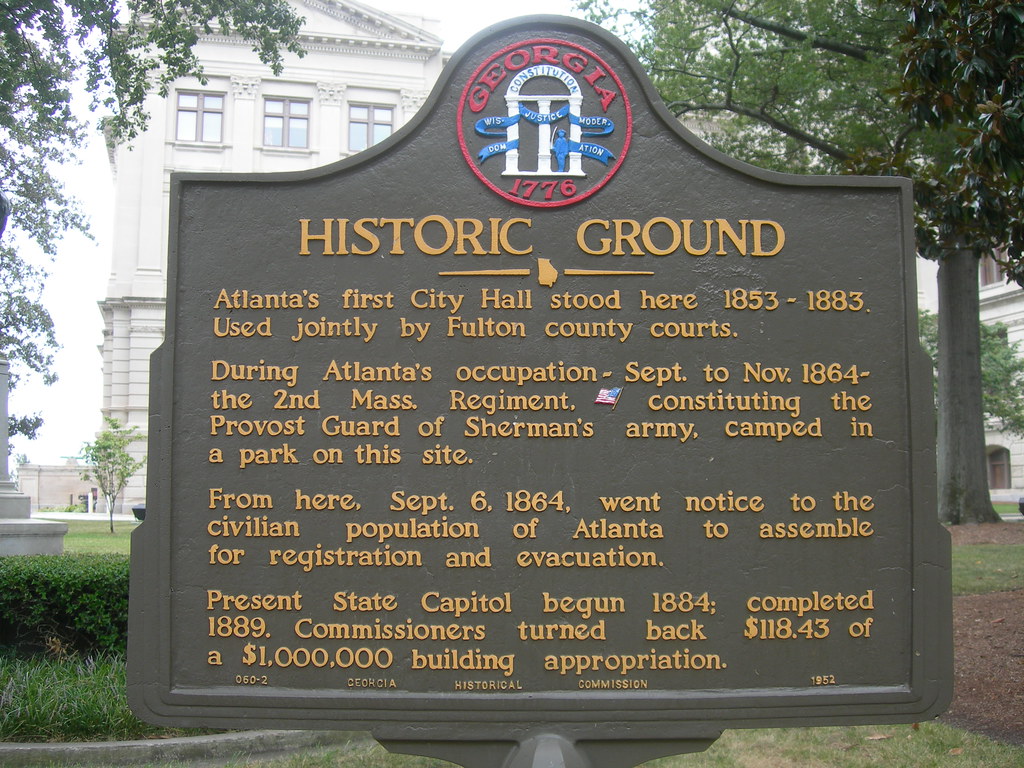 GEORGIA
CONSTITUTION
WIS- JUSTICE MODER-
DOM ATION
1776
HISTORIC GROUND
Atlanta's first City Hall stood here 1853 - 1883.
Used jointly by Fulton county courts.
During Atlanta's occupation - Sept. to Nov. 1864-
the 2nd Mass. Regiment, constituting the
Provost Guard of Sherman's army, camped in
a park on this site.
From here, Sept. 6, 1864, went notice to the
civilian population of Atlanta to assemble
for registration and evacuation.
Present State Capitol begun 1884; completed
1889. Commissioners turned back $118.43 of
a $1,000,000 building appropriation.
060-2 GEORGIA HISTORICAL COMMISSION 1952